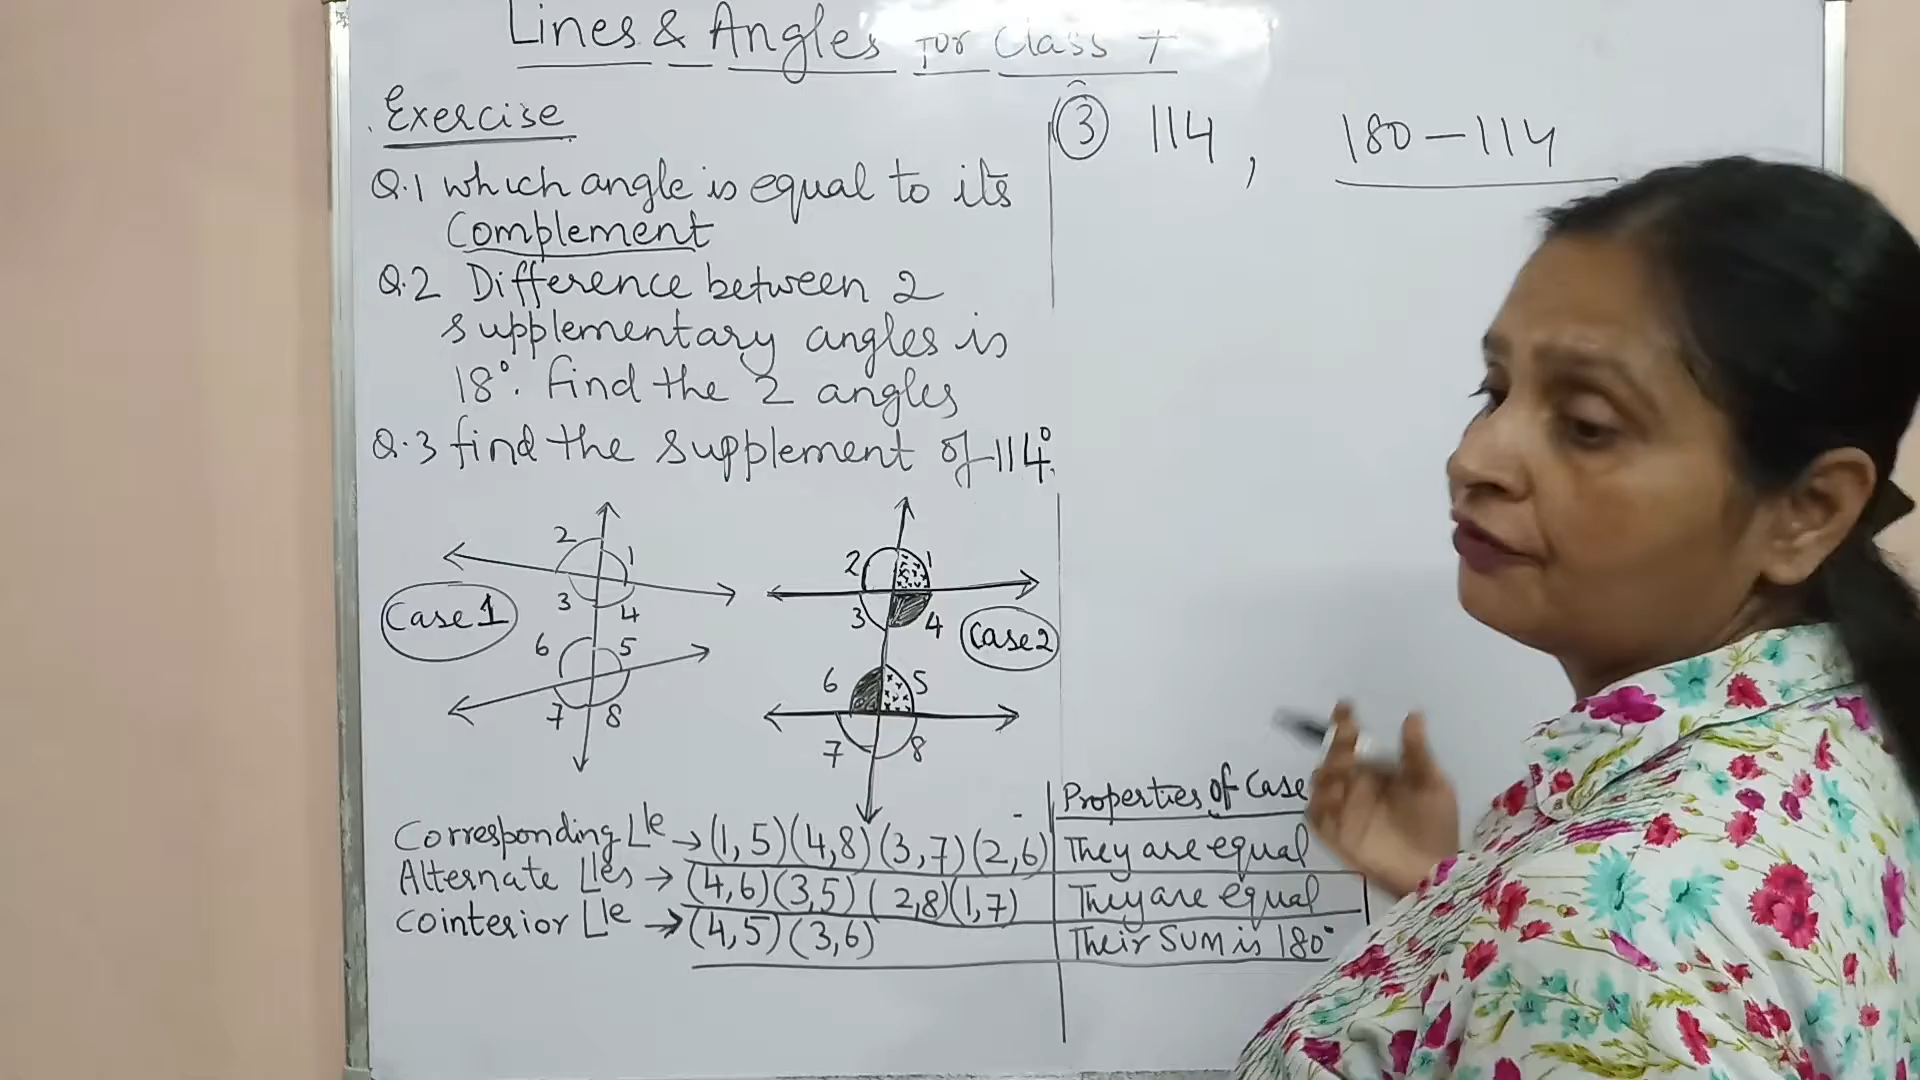 Lines & Angles for Class 7
Exercise
Q.1 which angle is equal to its
Complement
Q.2 Difference between 2
supplementary angles is
18°. find the 2 angles
Q.3 find the supplement of 114°.
③ 114, 180-114
2 1
3 4
6 5
7 8
Case 1
2 1
3 4
6 5
7 8
Case 2
Properties of Case
Corresponding ∠le → (1,5)(4,8)(3,7)(2,6) They are equal
Alternate ∠les → (4,6)(3,5)(2,8)(1,7) They are equal
cointerior ∠le → (4,5)(3,6) Their SUM is 180°